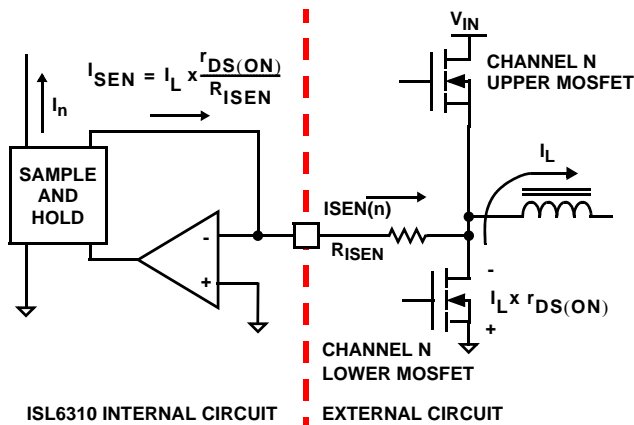 V_IN
CHANNEL N
UPPER MOSFET
I_SEN = I_L x r_DS(ON)
R_ISEN
I_n
SAMPLE
AND
HOLD
I_L
ISEN(n)
R_ISEN
-
+
-
I_L x r_DS(ON)
+
CHANNEL N
LOWER MOSFET
ISL6310 INTERNAL CIRCUIT
EXTERNAL CIRCUIT